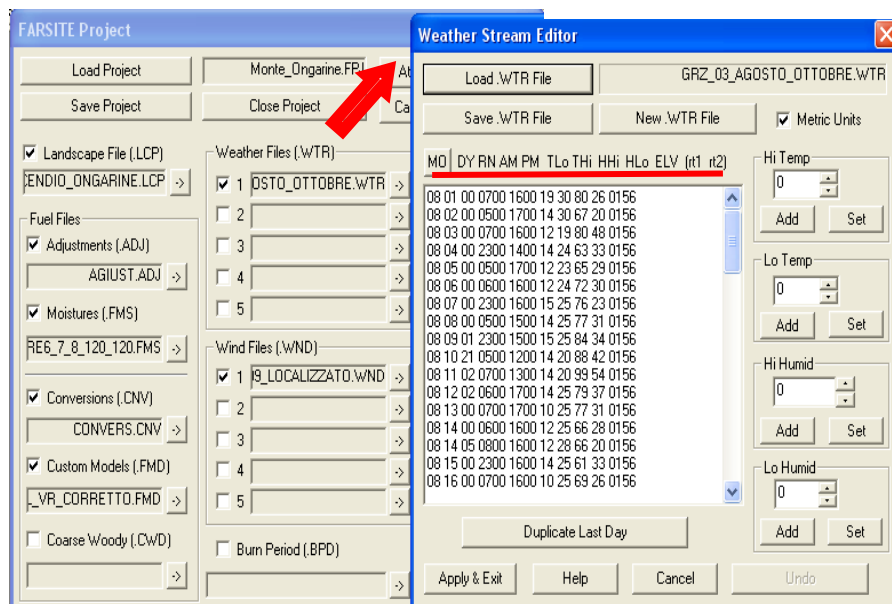 FARSITE Project
Load Project
Monte_Ongarine.FRJ
Save Project
Close Project
Ca
Landscape File (.LCP)
CENDIO_ONGARINE.LCP ->
Fuel Files
Adjustments (.ADJ)
AGIUST.ADJ ->
Moistures (.FMS)
RE6_7_8_120_120.FMS ->
Conversions (.CNV)
CONVERS.CNV ->
Custom Models (.FMD)
_VR_CORRETTO.FMD ->
Coarse Woody (.CWD)
->
Weather Files (.WTR)
1 OSTO_OTTOBRE.WTR ->
2 ->
3 ->
4 ->
5 ->
Wind Files (.WND)
1 09_LOCALIZZATO.WND ->
2 ->
3 ->
4 ->
5 ->
Burn Period (.BPD)
->
Weather Stream Editor
Load .WTR File
GRZ_03_AGOSTO_OTTOBRE.WTR
Save .WTR File
New .WTR File
Metric Units
MO DY RN AM PM TLo THi HHi HLo ELV (rt1 rt2)
08 01 00 0700 1600 19 30 80 26 0156
08 02 00 0500 1700 14 30 67 20 0156
08 03 00 0700 1600 12 19 80 48 0156
08 04 00 2300 1400 14 24 63 33 0156
08 05 00 0500 1700 12 23 65 29 0156
08 06 00 0600 1600 12 24 72 30 0156
08 07 00 2300 1600 15 25 76 23 0156
08 08 00 0500 1500 14 25 77 31 0156
08 09 01 2300 1500 15 25 84 34 0156
08 10 21 0500 1200 14 20 88 42 0156
08 11 02 0700 1300 14 20 99 54 0156
08 12 02 0600 1700 14 25 79 37 0156
08 13 00 0700 1700 10 25 77 31 0156
08 14 00 0600 1600 12 25 66 28 0156
08 14 05 0800 1600 12 28 66 20 0156
08 15 00 2300 1600 14 25 61 33 0156
08 16 00 0700 1600 10 25 69 26 0156
Duplicate Last Day
Apply & Exit
Help
Cancel
Undo
Hi Temp
0
Add
Set
Lo Temp
0
Add
Set
Hi Humid
0
Add
Set
Lo Humid
0
Add
Set